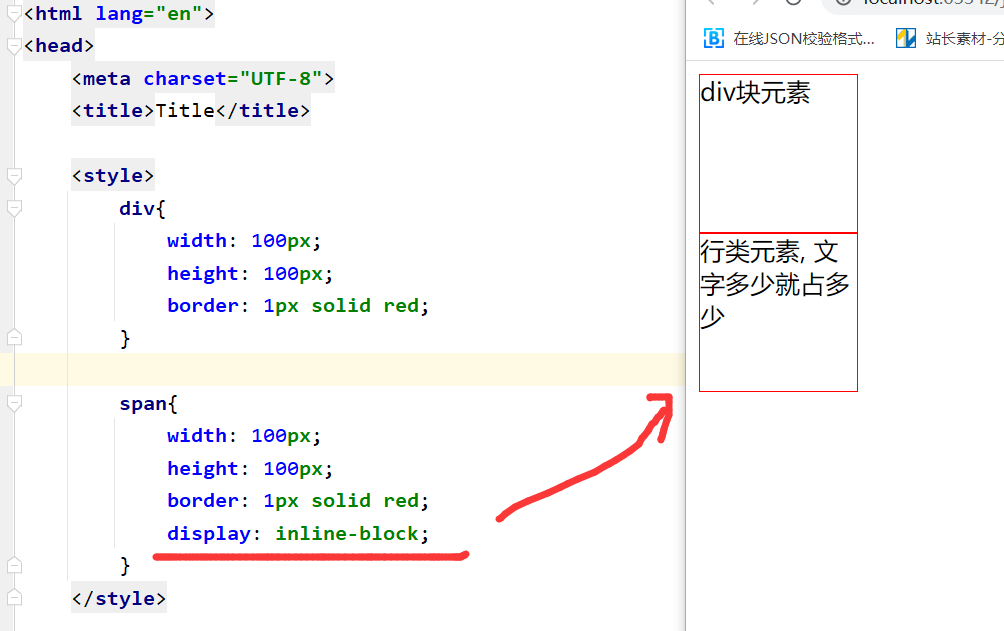 <html lang="en">
<head>
<meta charset="UTF-8">
<title>Title</title>
<style>
div{
width: 100px;
height: 100px;
border: 1px solid red;
}
span{
width: 100px;
height: 100px;
border: 1px solid red;
display: inline-block;
}
</style>
在线JSON校验格式...
站长素材-分
div块元素
行类元素, 文
字多少就占多
少